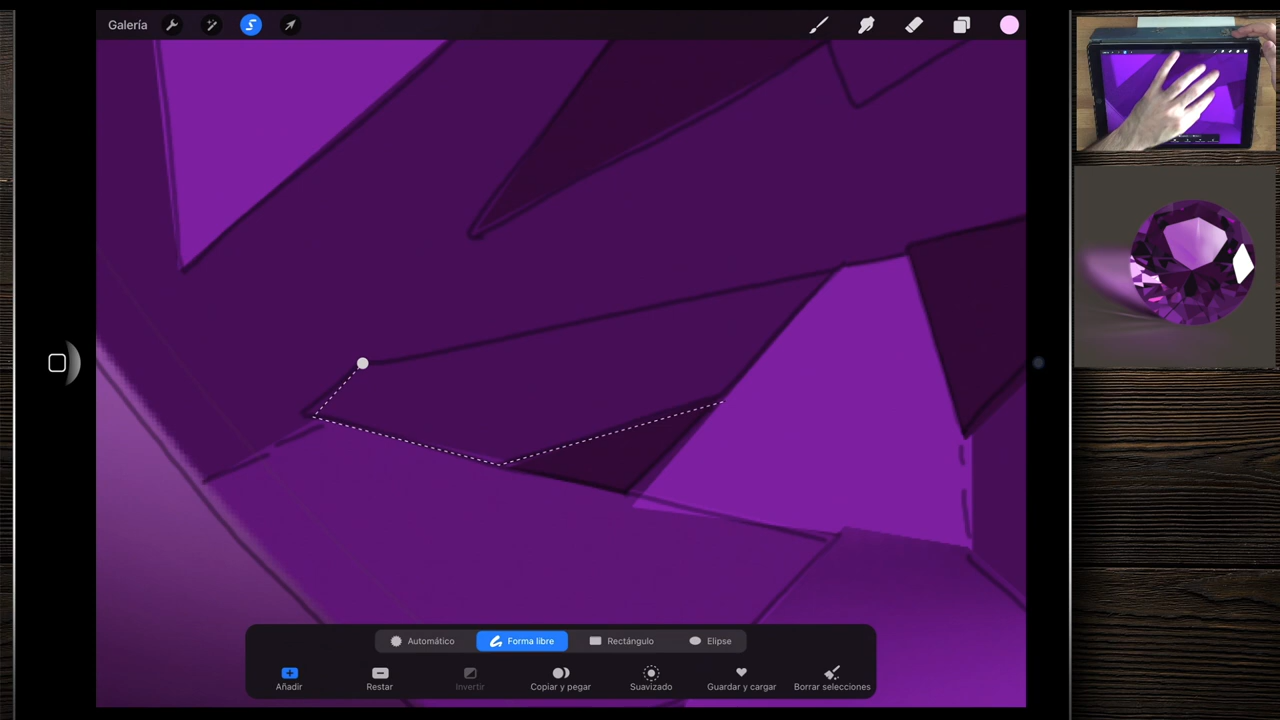 Galería
Automático
Forma libre
Rectángulo
Elipse
Añadir
Restar
Invertir
Copiar y pegar
Suavizado
Guardar y cargar
Borrar selecciones